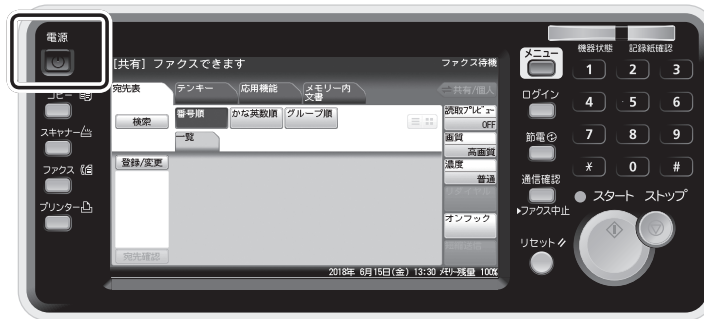 電源
コピー
スキャナー
ファクス
プリンター
[共有] ファクスできます
ファクス待機
宛先表
テンキー
応用機能
メモリー内
文書
共有/個人
検索
番号順
かな英数順
グループ順
一覧
登録/変更
宛先確認
読取プレビュー
OFF
画質
高画質
濃度
普通
リダイヤル
オンフック
2018年 6月15日(金) 13:30 メモリー残量 100%
メニュー
ログイン
節電
通信確認
▶ファクス中止
リセット
機器状態
記録紙確認
1
2
3
4
5
6
7
8
9
*
0
#
スタート
ストップ